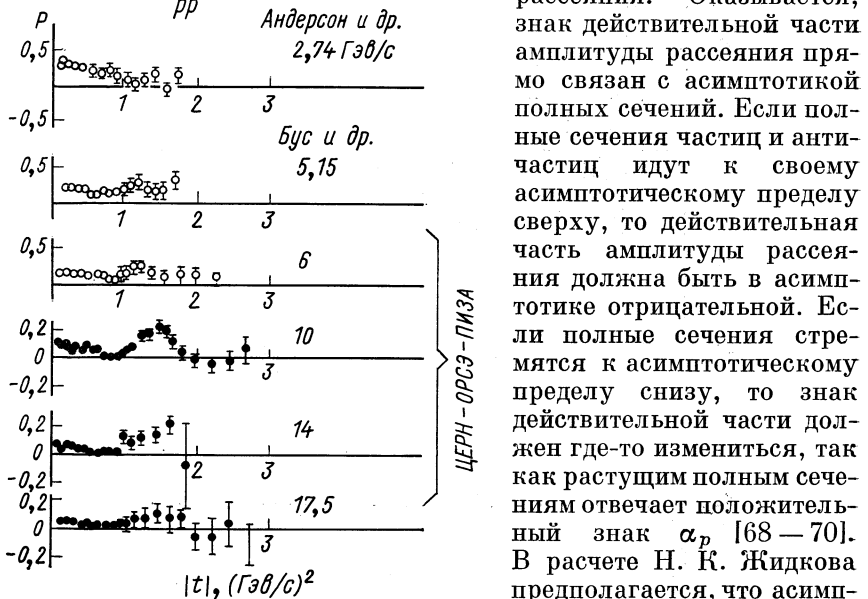 pp
P
Андерсон и др.
0,5
2,74 ГэВ/с
1
2
3
-0,5
Бус и др.
0,5
5,15
1
2
3
0,5
6
1
2
3
0,2
10
0
3
-0,2
0,2
14
0
2
3
-0,2
0,2
17,5
0
3
-0,2
|t|, (ГэВ/с)²
ЦЕРН-ОРСЭ-ПИЗА
рассеяния. Оказывается,
знак действительной части
амплитуды рассеяния пря-
мо связан с асимптотикой
полных сечений. Если пол-
ные сечения частиц и анти-
частиц идут к своему
асимптотическому пределу
сверху, то действительная
часть амплитуды рассея-
ния должна быть в асимп-
тотике отрицательной. Ес-
ли полные сечения стре-
мятся к асимптотическому
пределу снизу, то знак
действительной части дол-
жен где-то измениться, так
как растущим полным сече-
ниям отвечает положитель-
ный знак αp [68 — 70].
В расчете Н. К. Жидкова
предполагается, что асимп-